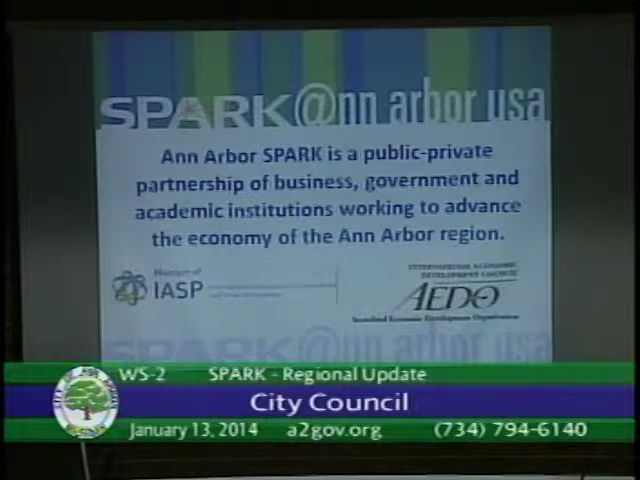 SPARK@nn arbor usa
Ann Arbor SPARK is a public-private
partnership of business, government and
academic institutions working to advance
the economy of the Ann Arbor region.
Member of
IASP
INTERNATIONAL ECONOMIC
DEVELOPMENT COUNCIL
AEDO
Accredited Economic Development Organization
SPARK@nn arbor usa
WS-2 SPARK - Regional Update
City Council
January 13, 2014 a2gov.org (734) 794-6140